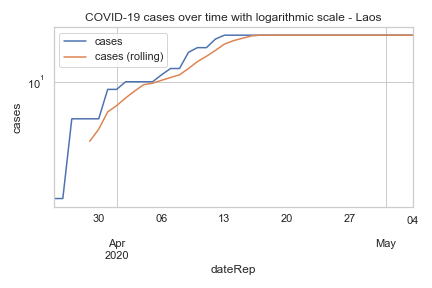 COVID-19 cases over time with logarithmic scale - Laos
cases
cases (rolling)
10¹
cases
30 06 13 20 27 04
Apr May
2020
dateRep